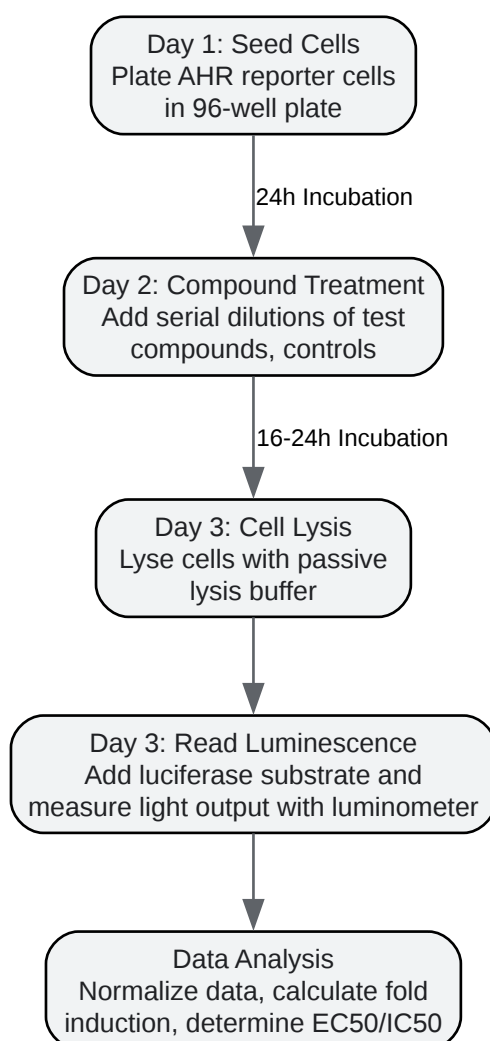 Day 1: Seed Cells
Plate AHR reporter cells
in 96-well plate
24h Incubation
Day 2: Compound Treatment
Add serial dilutions of test
compounds, controls
16-24h Incubation
Day 3: Cell Lysis
Lyse cells with passive
lysis buffer
Day 3: Read Luminescence
Add luciferase substrate and
measure light output with luminometer
Data Analysis
Normalize data, calculate fold
induction, determine EC50/IC50